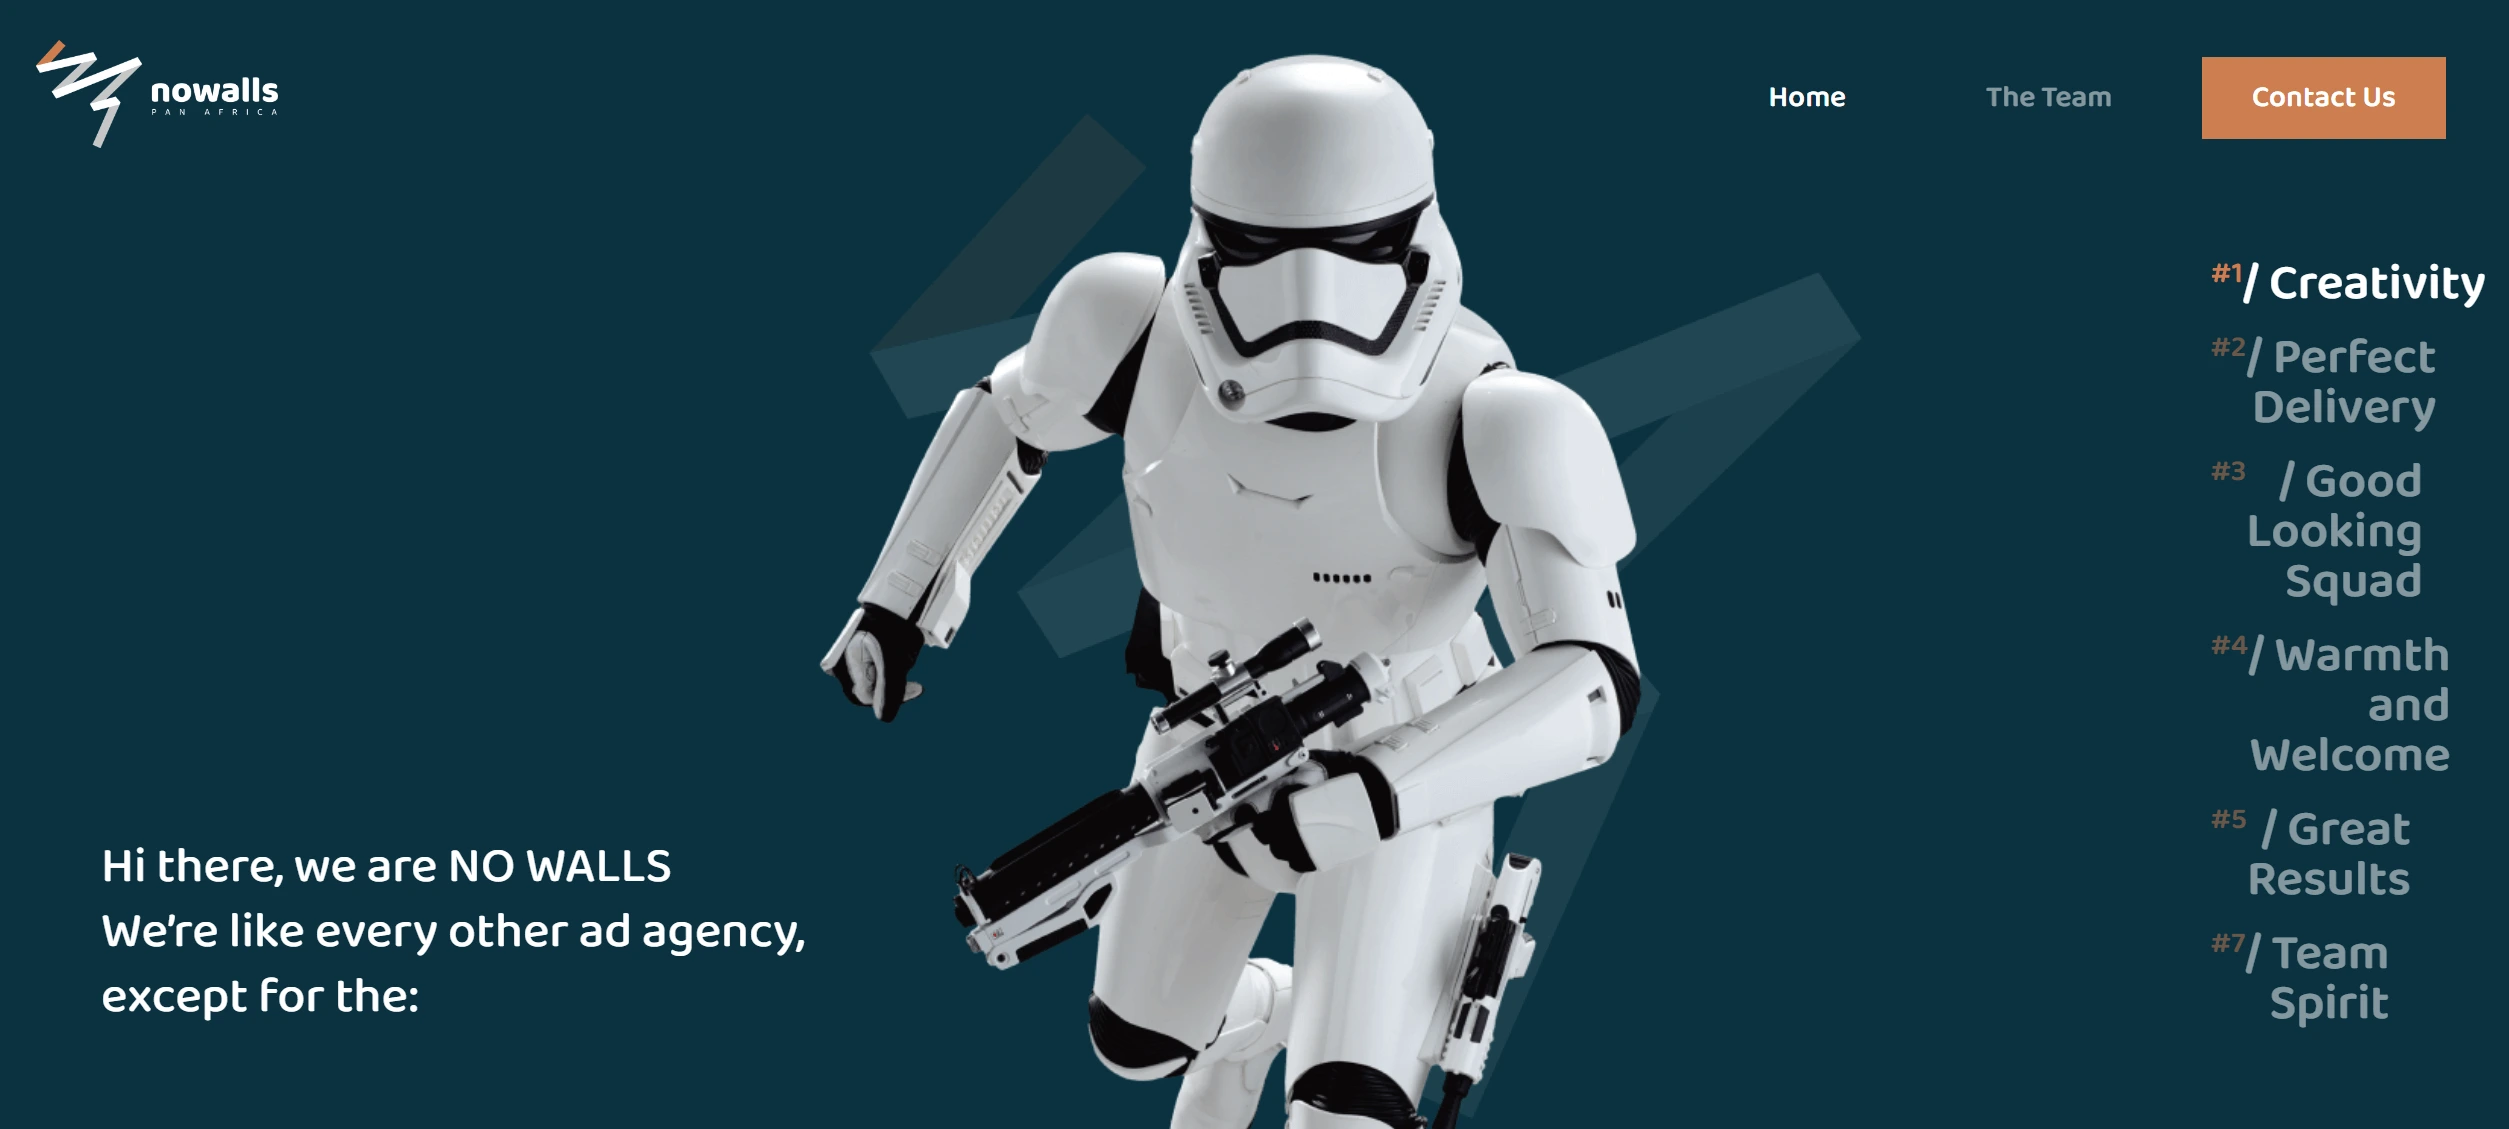 nowalls
PAN AFRICA
Home
The Team
Contact Us
#1/ Creativity
#2/ Perfect
Delivery
#3 / Good
Looking
Squad
#4/ Warmth
and
Welcome
#5 / Great
Results
#7/ Team
Spirit
Hi there, we are NO WALLS
We're like every other ad agency,
except for the: